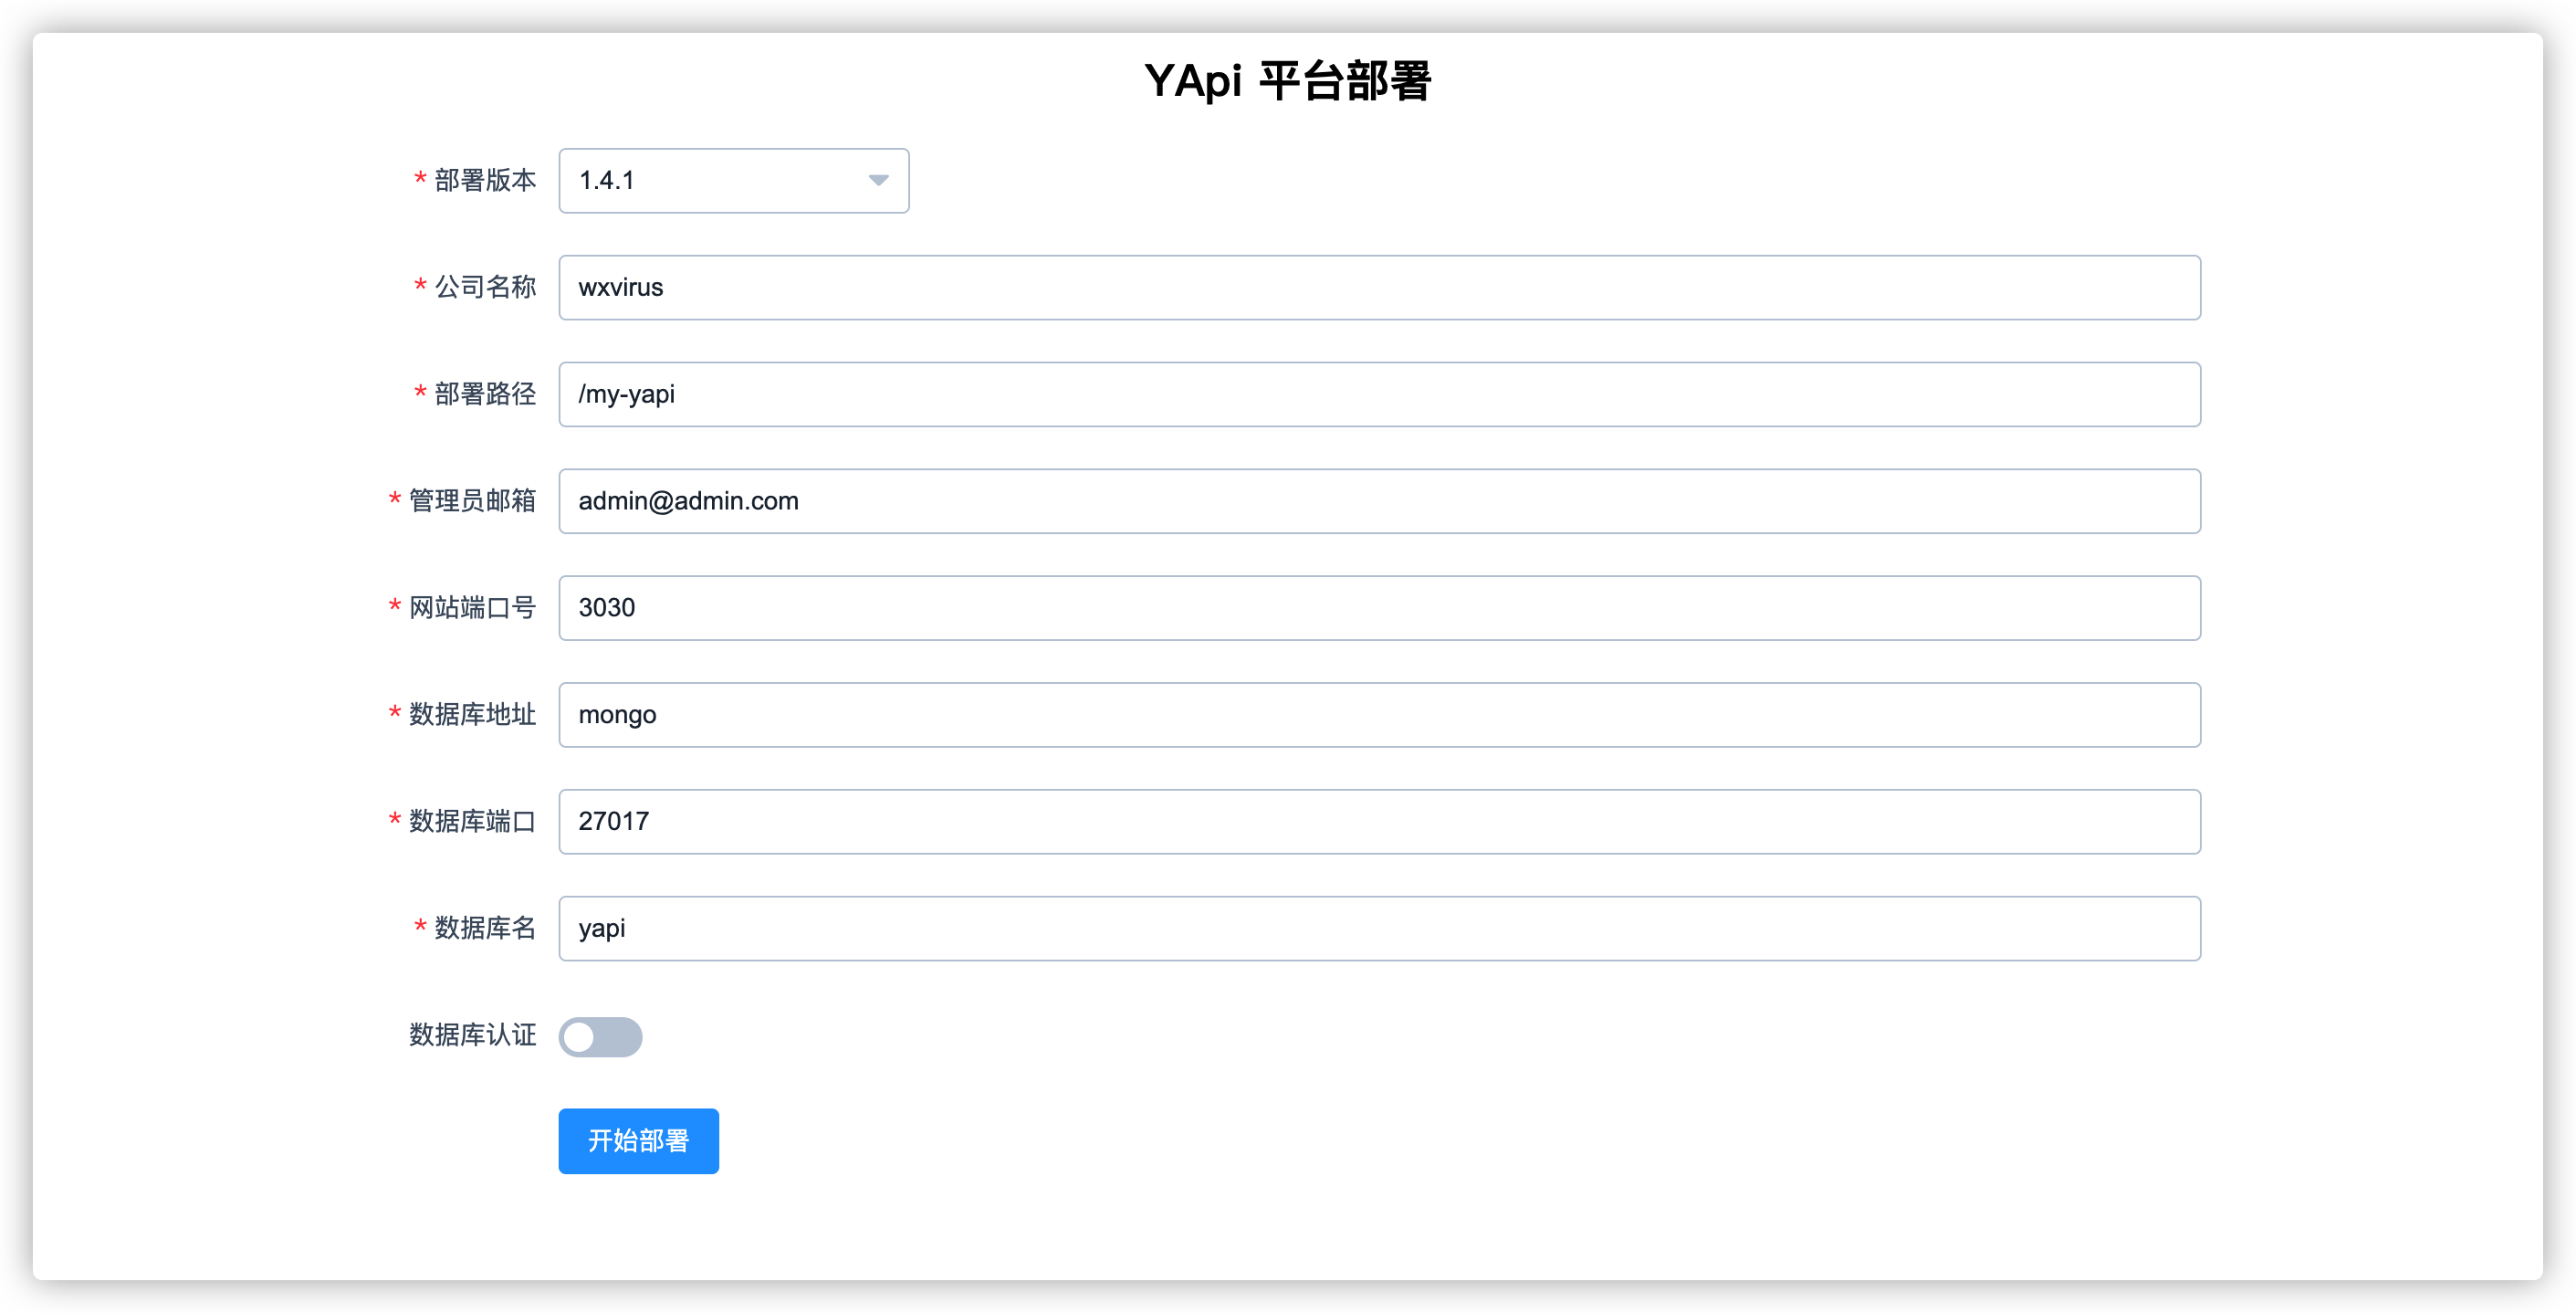 YApi 平台部署
* 部署版本 1.4.1
* 公司名称 wxvirus
* 部署路径 /my-yapi
* 管理员邮箱 admin@admin.com
* 网站端口号 3030
* 数据库地址 mongo
* 数据库端口 27017
* 数据库名 yapi
数据库认证
开始部署